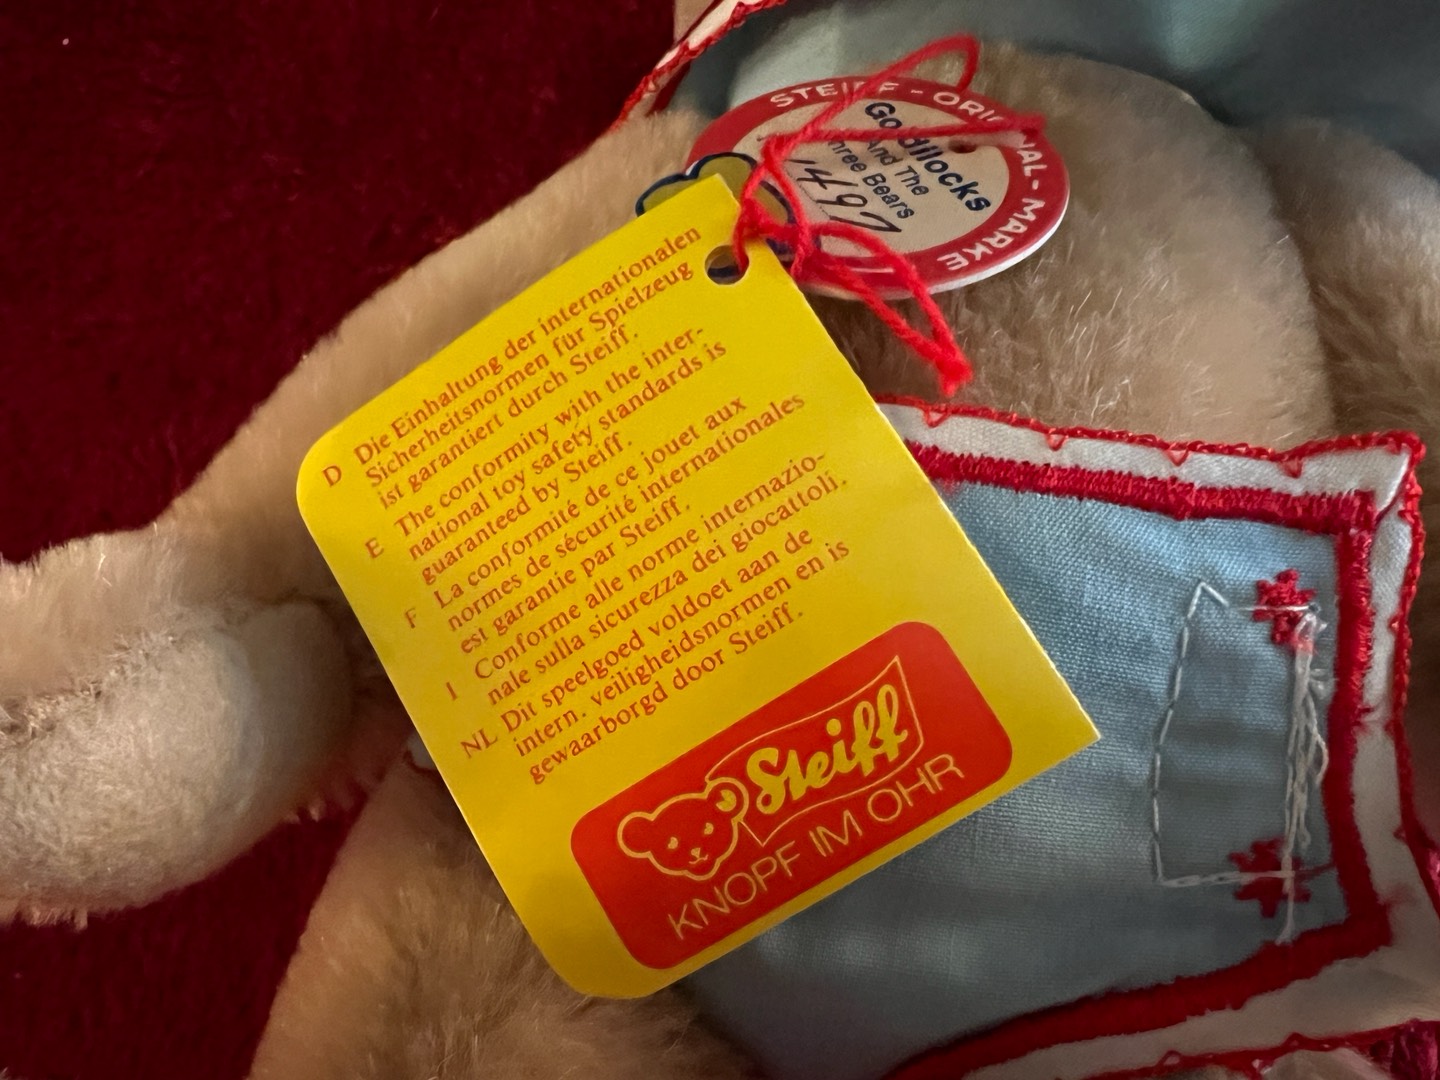 STEIFF - ORIGINAL - MARKE
Goldilocks
And The
Three Bears
1497
D Die Einhaltung der internationalen
Sicherheitsnormen für Spielzeug
ist garantiert durch Steiff.
E The conformity with the inter-
national toy safety standards is
guaranteed by Steiff.
F La conformité de ce jouet aux
normes de sécurité internationales
est garantie par Steiff.
I Conforme alle norme internazio-
nale sulla sicurezza dei giocattoli.
NL Dit speelgoed voldoet aan de
intern. veiligheidsnormen en is
gewaarborgd door Steiff.
Steiff
KNOPF IM OHR